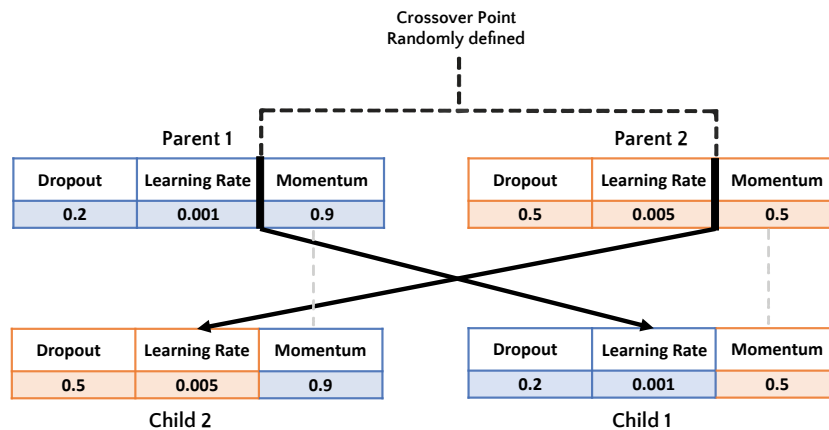 Crossover Point
Randomly defined
Parent 1
Parent 2
Dropout Learning Rate Momentum
0.2 0.001 0.9
Dropout Learning Rate Momentum
0.5 0.005 0.5
Dropout Learning Rate Momentum
0.5 0.005 0.9
Dropout Learning Rate Momentum
0.2 0.001 0.5
Child 2
Child 1